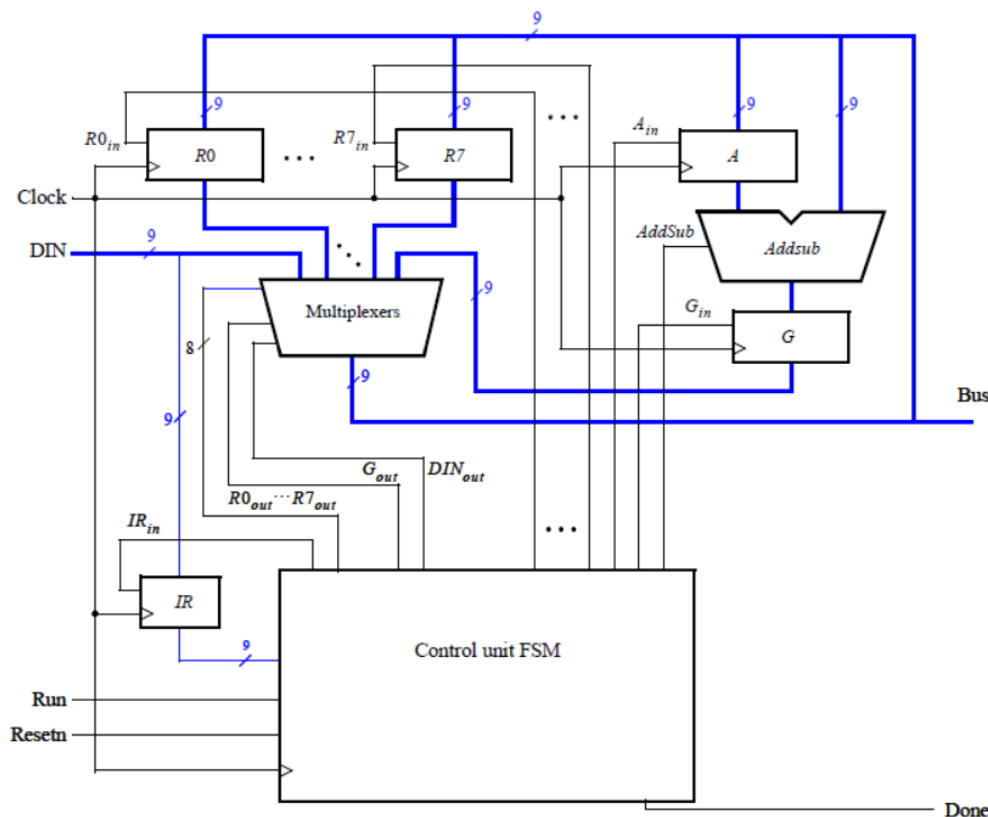 9
9 9 9 9
R0in R0 • • • R7in R7 • • • Ain A
Clock
DIN 9 AddSub Addsub
Multiplexers 9 Gin G
8
9 9 Bus
Gout DINout
R0out···R7out
IRin • • •
IR
9 Control unit FSM
Run
Resetn
Done